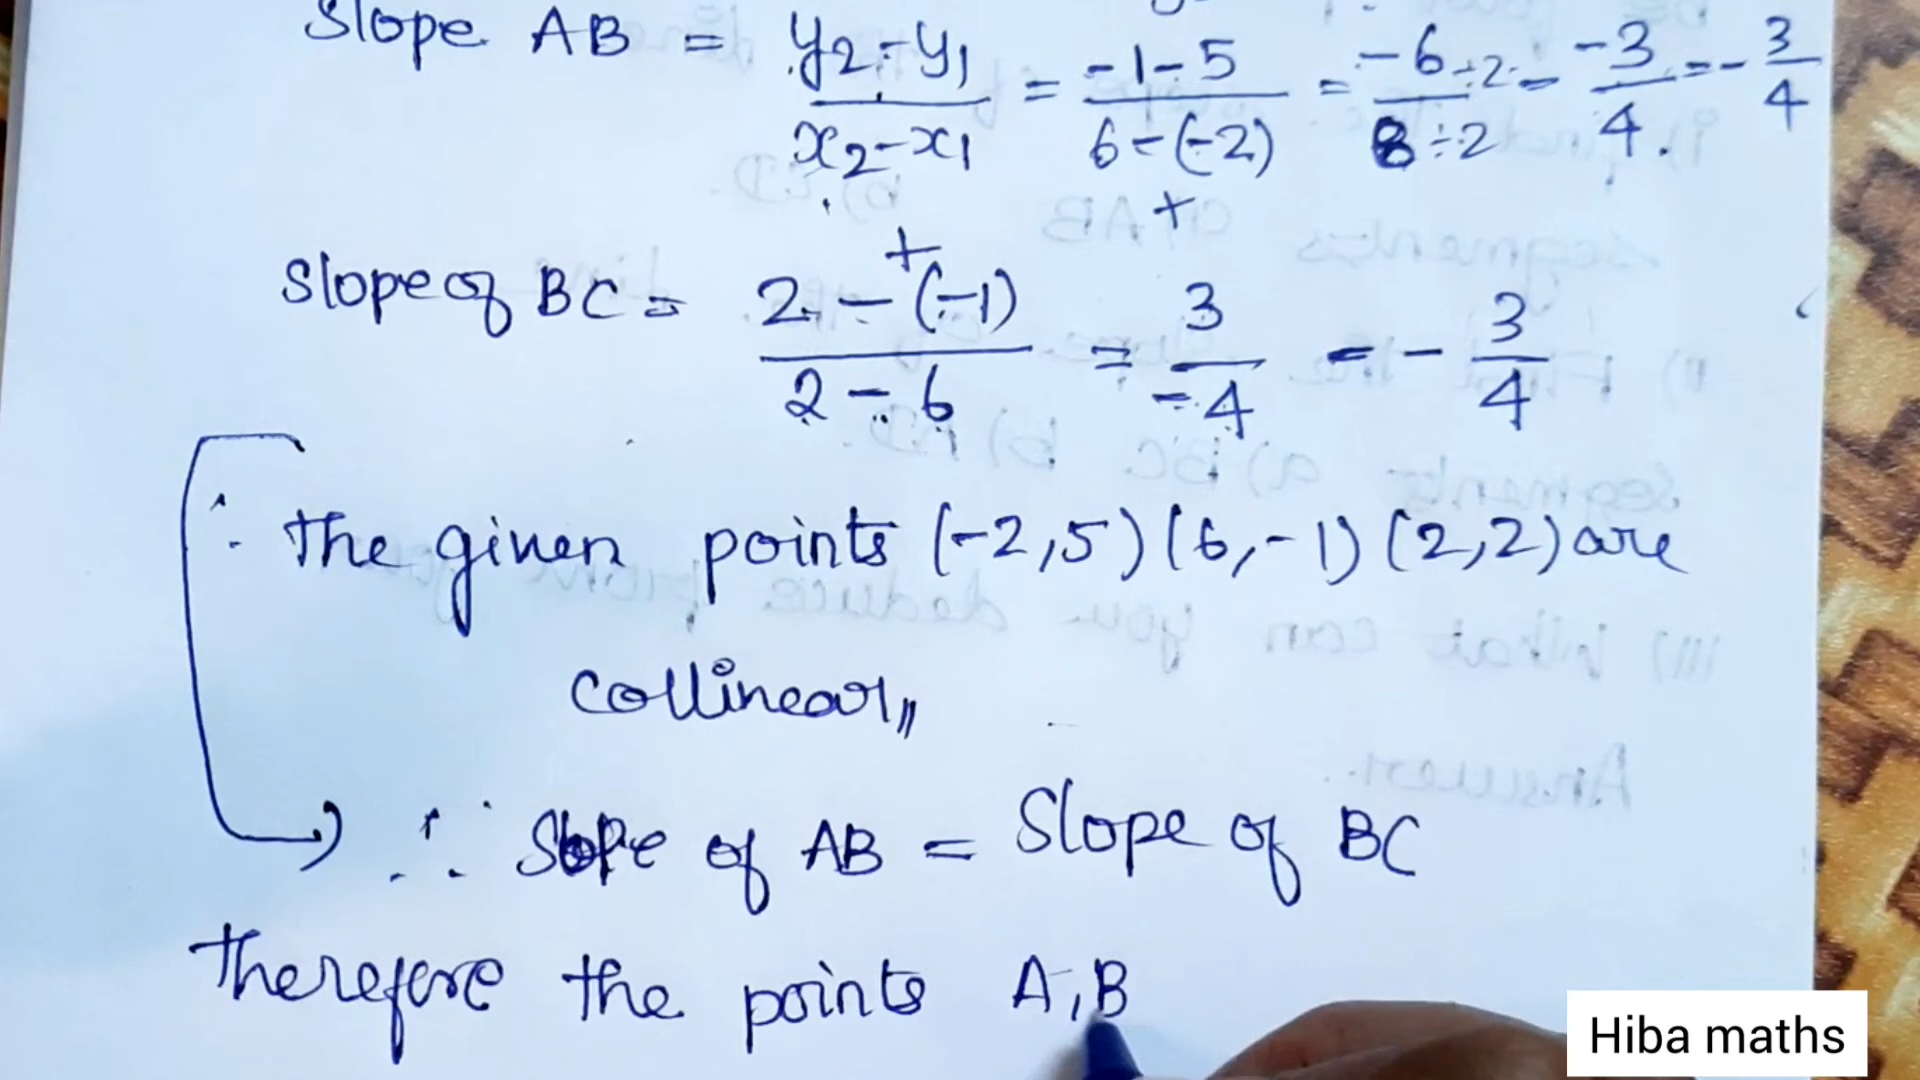 Slope AB = y2-y1/x2-x1 = -1-5/6-(-2) = -6÷2/8÷2 = -3/4. = -3/4
+
Slope of BC = 2-(-1)/2-6 = 3/-4 = -3/4
+
∴ The given points (-2,5) (6,-1) (2,2) are
collinear,,
∴ Slope of AB = Slope of BC
Therefore the points A,B
Hiba maths